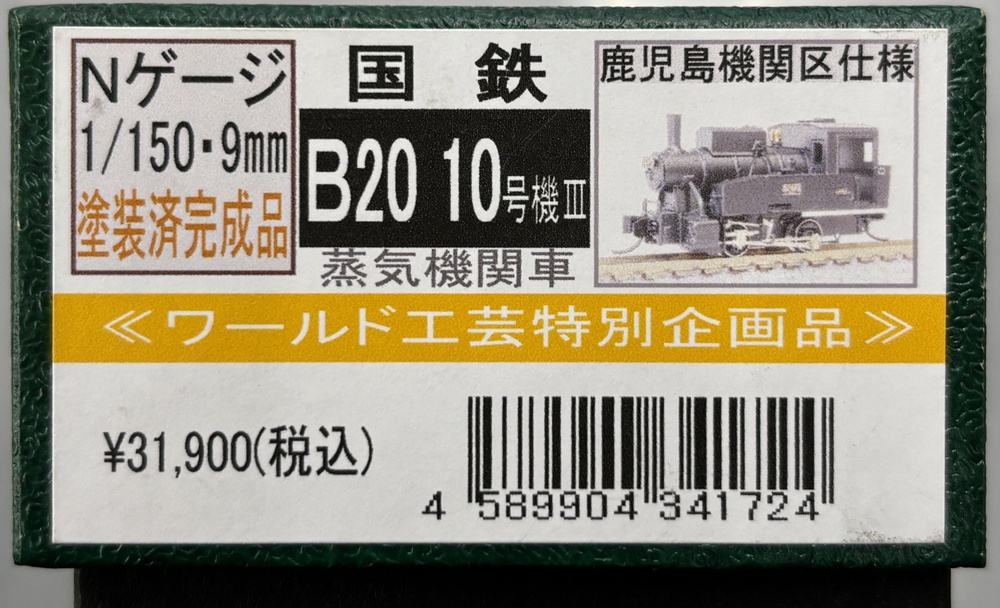 Nゲージ
1/150・9mm
塗装済完成品
国 鉄
B20 10号機Ⅲ
蒸気機関車
鹿児島機関区仕様
≪ワールド工芸特別企画品≫
¥31,900(税込)
4 589904 341724